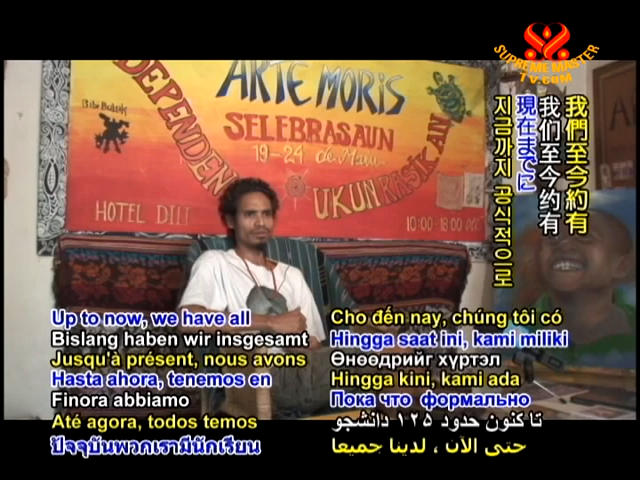 SUPREME MASTER
TV.COM
ARTE MORIS
SELEBRASAUN
19-24 de
INDEPENDEN
UKUN RASIKAN
Bibi Bulak
HOTEL DILI
10:00-18:00
我們至今約有
我们至今约有
現在までに
지금까지 공식적으로
Up to now, we have all
Bislang haben wir insgesamt
Jusqu'à présent, nous avons
Hasta ahora, tenemos en
Finora abbiamo
Até agora, todos temos
ปัจจุบันพวกเรามีนักเรียน
Cho đến nay, chúng tôi có
Hingga saat ini, kami miliki
Өнөөдрийг хүртэл
Hingga kini, kami ada
Пока что формально
تا کنون حدود ۱۲۵ دانشجو
حتى الآن ، لدينا جميعا